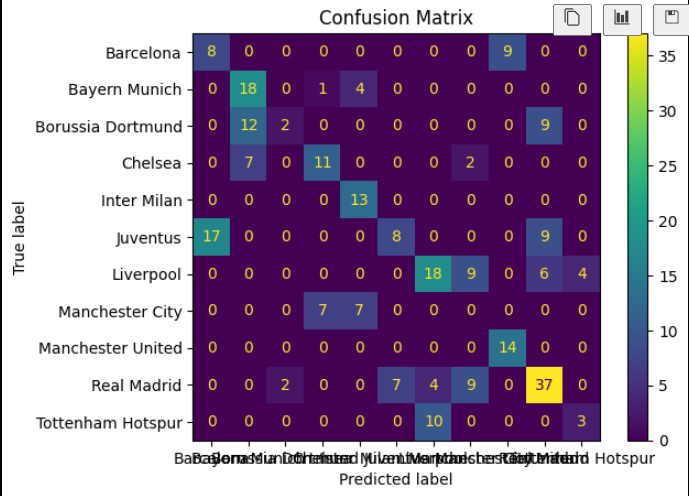 Confusion Matrix
Barcelona 8 0 0 0 0 0 0 0 9 0 0
Bayern Munich 0 18 0 1 4 0 0 0 0 0 0
Borussia Dortmund 0 12 2 0 0 0 0 0 0 9 0
Chelsea 0 7 0 11 0 0 0 2 0 0 0
Inter Milan 0 0 0 0 13 0 0 0 0 0 0
Juventus 17 0 0 0 0 8 0 0 0 9 0
Liverpool 0 0 0 0 0 0 18 9 0 6 4
Manchester City 0 0 0 7 7 0 0 0 0 0 0
Manchester United 0 0 0 0 0 0 0 0 14 0 0
Real Madrid 0 0 2 0 0 7 4 9 0 37 0
Tottenham Hotspur 0 0 0 0 0 0 10 0 0 0 3
True label
Hotspur
Predicted label
35
30
25
20
15
10
5
0